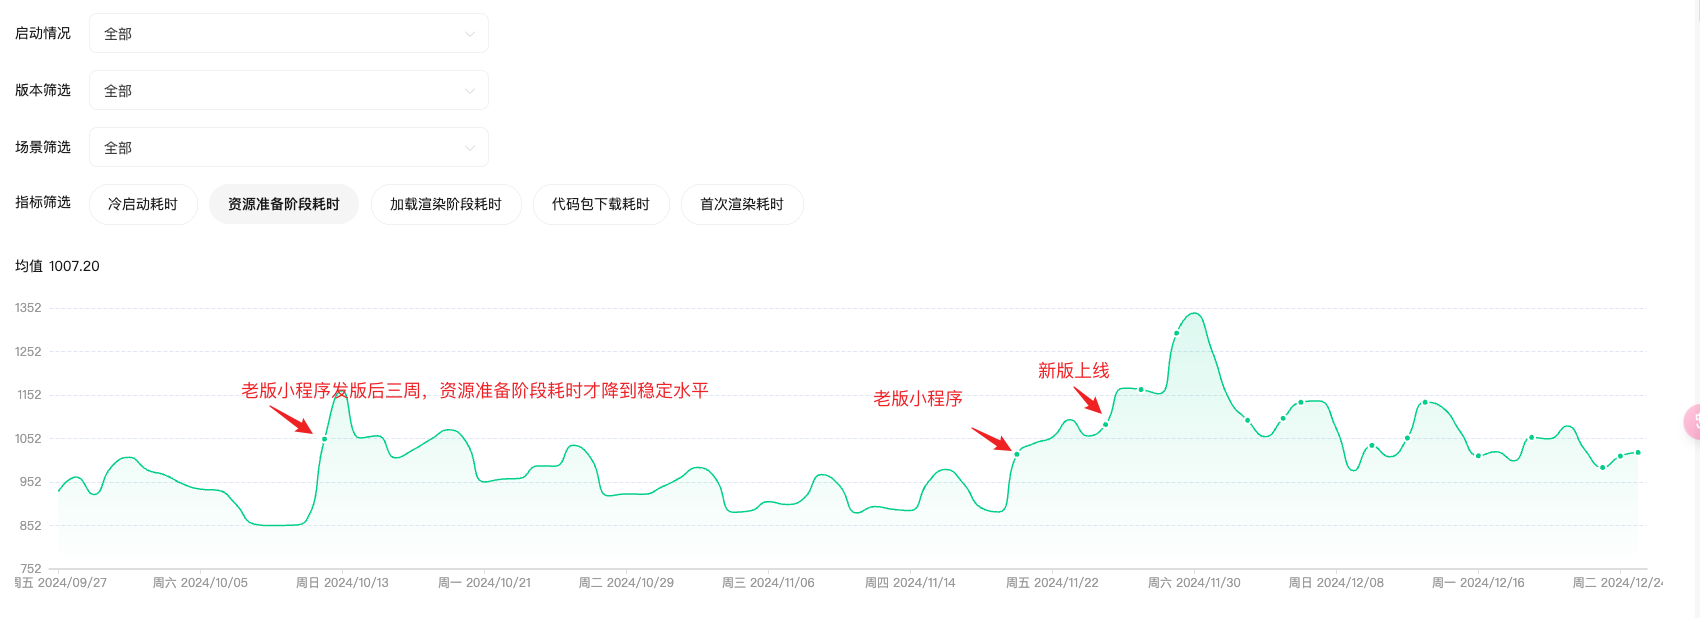 启动情况 全部
版本筛选 全部
场景筛选 全部
指标筛选 冷启动耗时 资源准备阶段耗时 加载渲染阶段耗时 代码包下载耗时 首次渲染耗时
均值 1007.20
1352
1252
新版上线
老版小程序发版后三周，资源准备阶段耗时才降到稳定水平
1152
老版小程序
1052
952
852
752
周五 2024/09/27 周六 2024/10/05 周日 2024/10/13 周一 2024/10/21 周二 2024/10/29 周三 2024/11/06 周四 2024/11/14 周五 2024/11/22 周六 2024/11/30 周日 2024/12/08 周一 2024/12/16 周二 2024/12/24